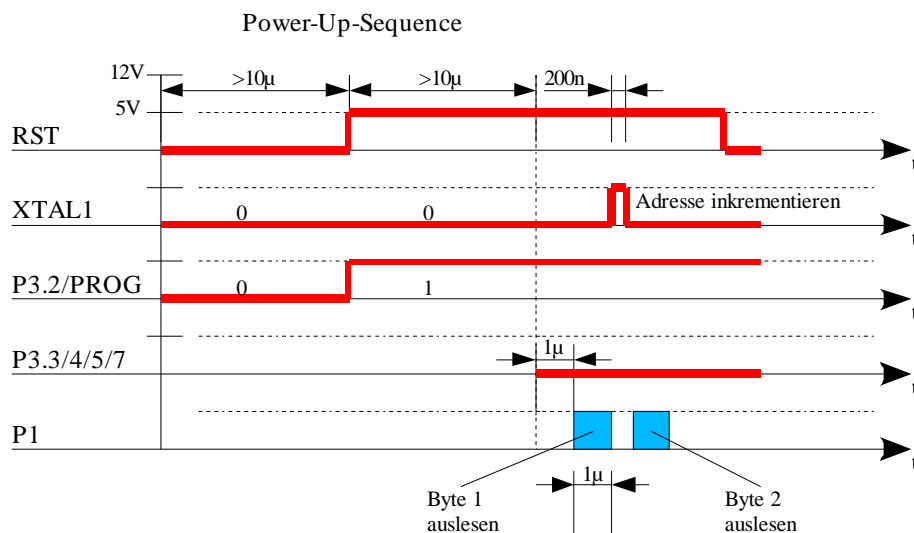 Power-Up-Sequence
12V
>10µ
>10µ
200n
5V
RST
t
XTAL1
0
0
Adresse inkrementieren
t
P3.2/PROG
0
1
t
1µ
P3.3/4/5/7
t
P1
t
Byte 1
auslesen
1µ
Byte 2
auslesen